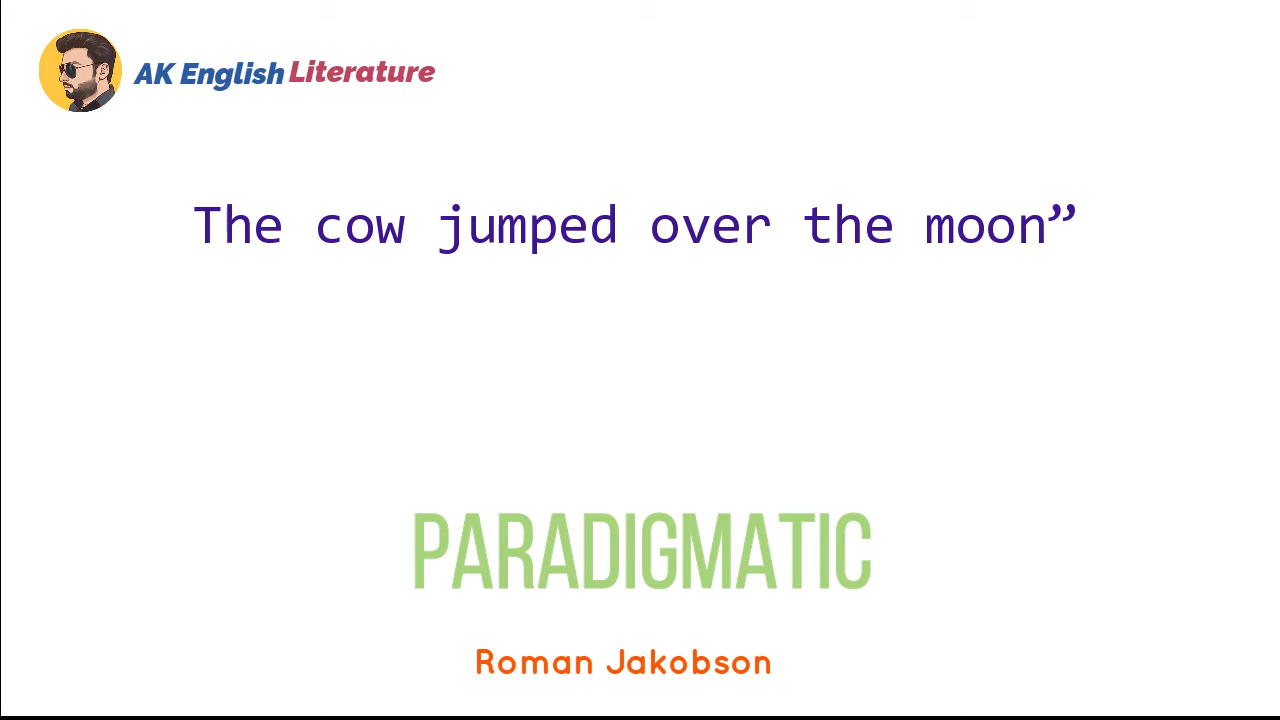 AK English Literature
The cow jumped over the moon”
PARADIGMATIC
Roman Jakobson